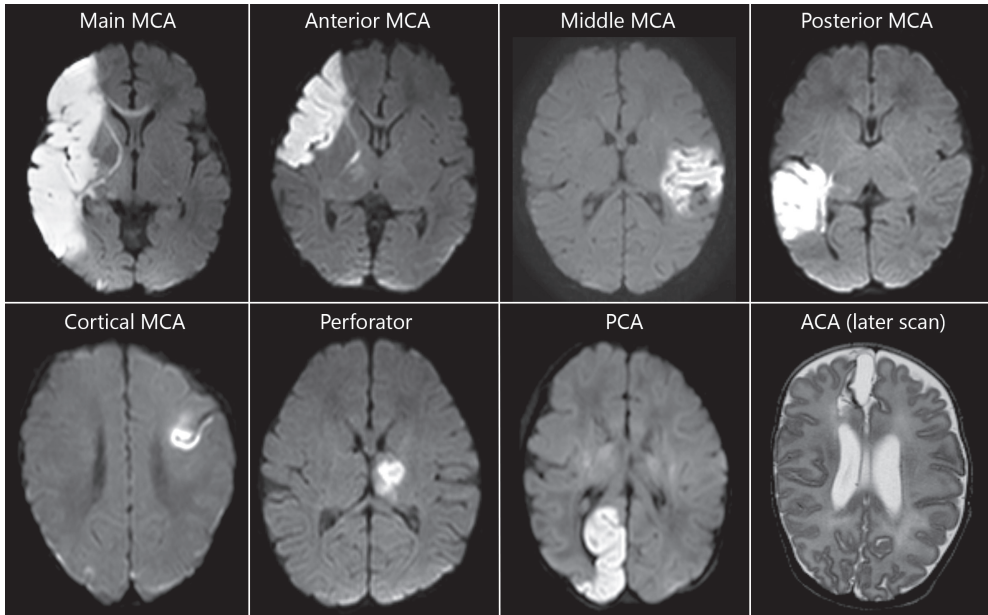 Main MCA
Anterior MCA
Middle MCA
Posterior MCA
Cortical MCA
Perforator
PCA
ACA (later scan)